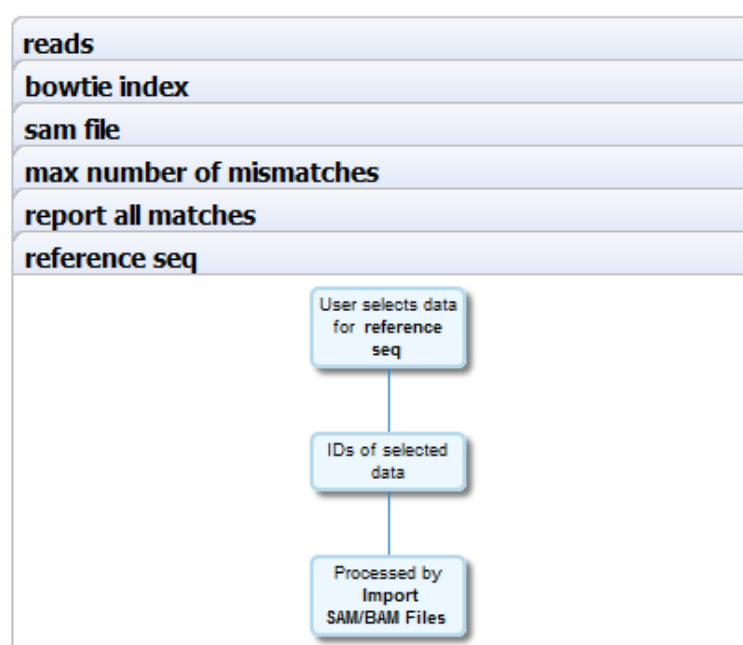 reads
bowtie index
sam file
max number of mismatches
report all matches
reference seq
User selects data
for reference
seq
IDs of selected
data
Processed by
Import
SAM/BAM Files